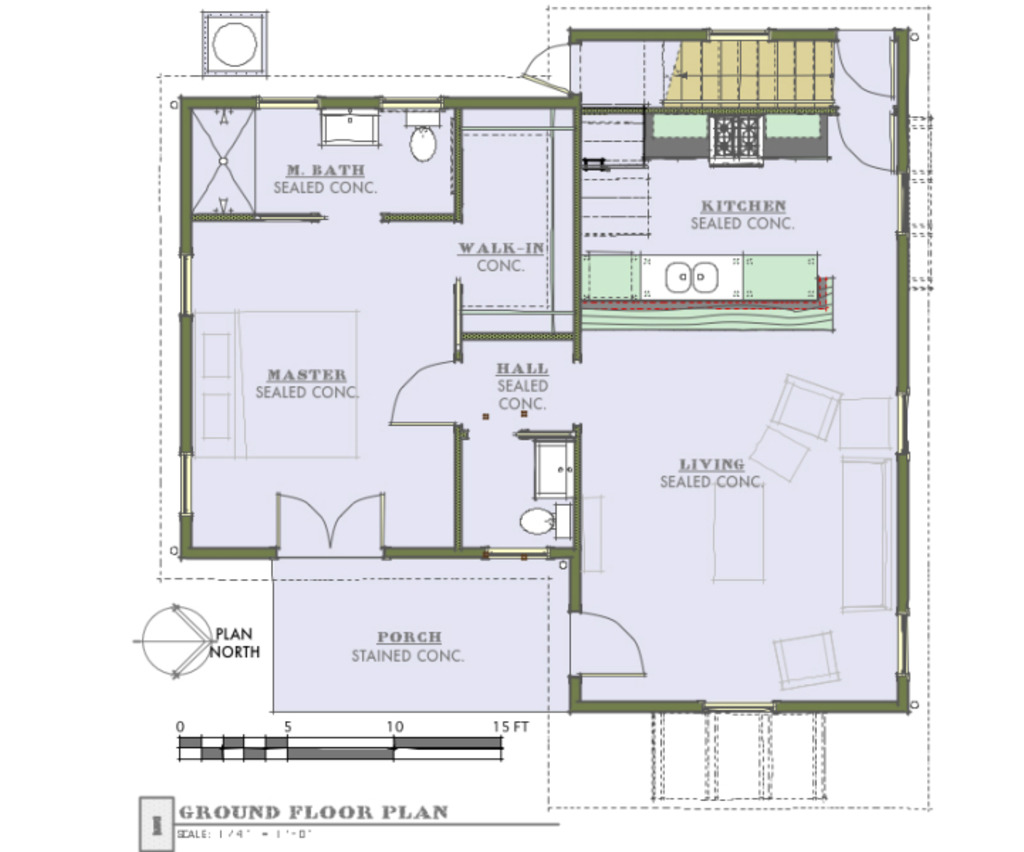 M. BATH
SEALED CONC.
KITCHEN
SEALED CONC.
WALK-IN
CONC.
MASTER
SEALED CONC.
HALL
SEALED
CONC.
LIVING
SEALED CONC.
PORCH
STAINED CONC.
PLAN
NORTH
0 5 10 15 FT
GROUND FLOOR PLAN
SCALE: 1/4" = 1'-0"